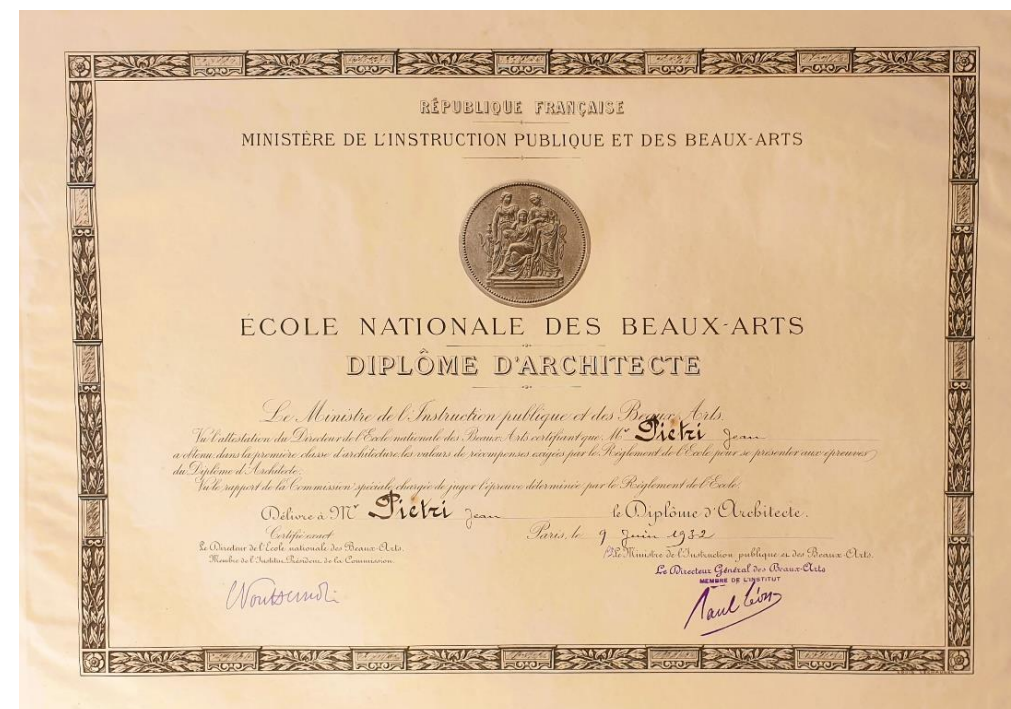 RÉPUBLIQUE FRANÇAISE
MINISTÈRE DE L'INSTRUCTION PUBLIQUE ET DES BEAUX-ARTS
ÉCOLE NATIONALE DES BEAUX-ARTS
DIPLÔME D'ARCHITECTE
Le Ministre de l'Instruction publique et des Beaux-Arts,
Vu l'attestation du Directeur de l'Ecole nationale des Beaux-Arts certifiant que Mr Piétri Jean
a obtenu, dans la première classe d'architecture, les valeurs de récompenses exigées par le Règlement de l'Ecole pour se présenter aux épreuves
du Diplôme d'Architecte.
Vu le rapport de la Commission spéciale chargée de juger l'épreuve déterminée par le Règlement de l'Ecole.
Délivre à Mr Piétri Jean le Diplôme d'Architecte.
Certifié exact
Paris, le 9 Juin 1932
Le Directeur de l'Ecole nationale des Beaux-Arts,
Membre de l'Institut, Président de la Commission.
Le Ministre de l'Instruction publique et des Beaux-Arts.
Le Directeur Général des Beaux-Arts
MEMBRE DE L'INSTITUT
Paul Léon